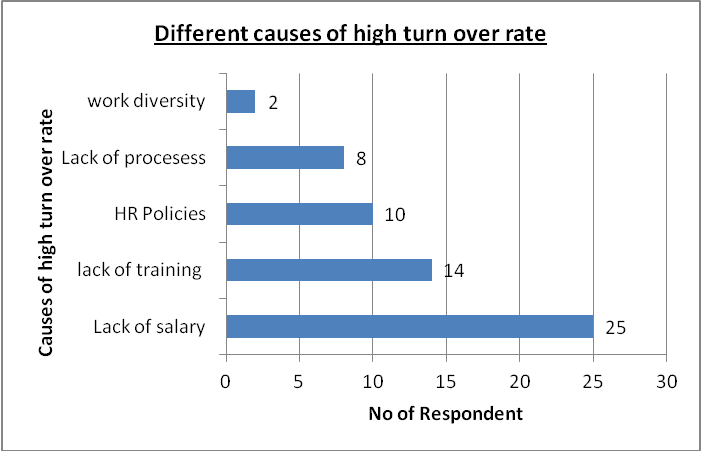 Different causes of high turn over rate
Causes of high turn over rate
work diversity 2
Lack of procesess 8
HR Policies 10
lack of training 14
Lack of salary 25
0 5 10 15 20 25 30
No of Respondent